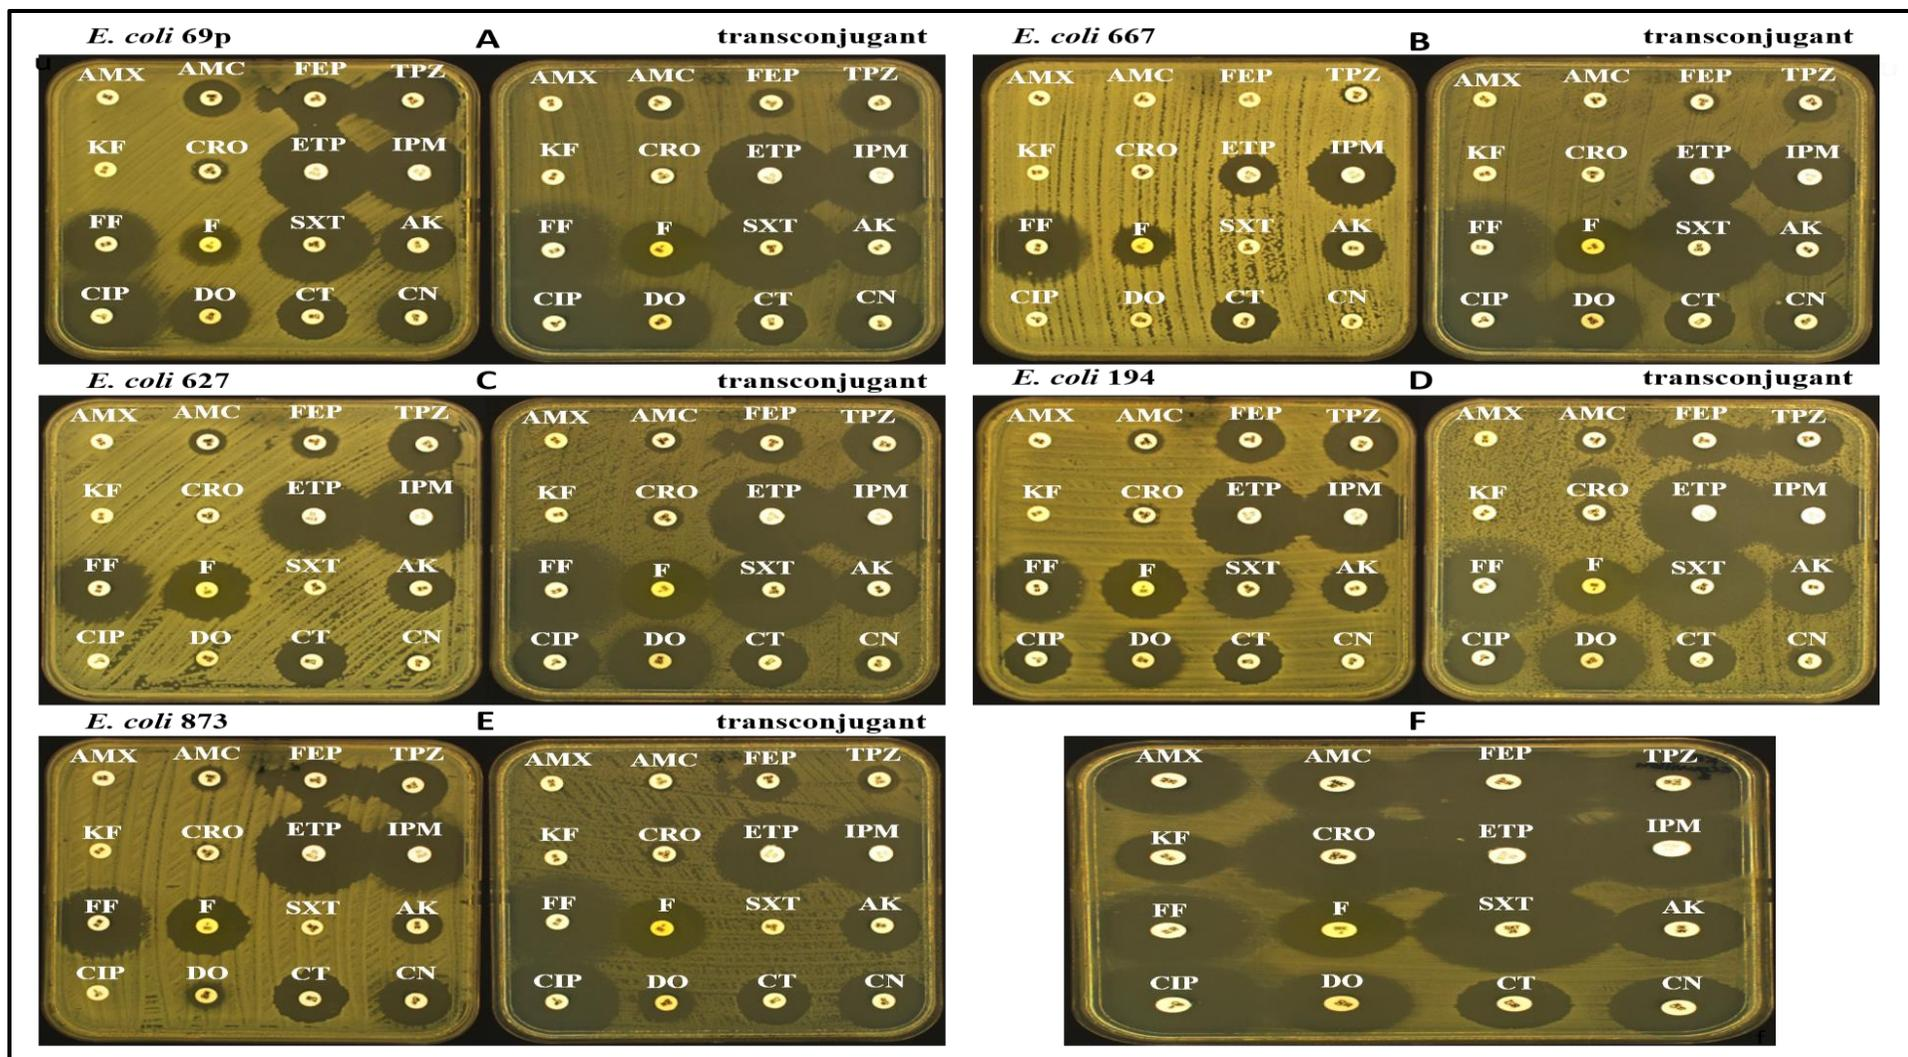 E. coli 69p A transconjugant
AMX AMC FEP TPZ AMX AMC FEP TPZ
KF CRO ETP IPM KF CRO ETP IPM
FF F SXT AK FF F SXT AK
CIP DO CT CN CIP DO CT CN
E. coli 667 B transconjugant
AMX AMC FEP TPZ AMX AMC FEP TPZ
KF CRO ETP IPM KF CRO ETP IPM
FF F SXT AK FF F SXT AK
CIP DO CT CN CIP DO CT CN
E. coli 627 C transconjugant
AMX AMC FEP TPZ AMX AMC FEP TPZ
KF CRO ETP IPM KF CRO ETP IPM
FF F SXT AK FF F SXT AK
CIP DO CT CN CIP DO CT CN
E. coli 194 D transconjugant
AMX AMC FEP TPZ AMX AMC FEP TPZ
KF CRO ETP IPM KF CRO ETP IPM
FF F SXT AK FF F SXT AK
CIP DO CT CN CIP DO CT CN
E. coli 873 E transconjugant
AMX AMC FEP TPZ AMX AMC FEP TPZ
KF CRO ETP IPM KF CRO ETP IPM
FF F SXT AK FF F SXT AK
CIP DO CT CN CIP DO CT CN
F
AMX AMC FEP TPZ
KF CRO ETP IPM
FF F SXT AK
CIP DO CT CN